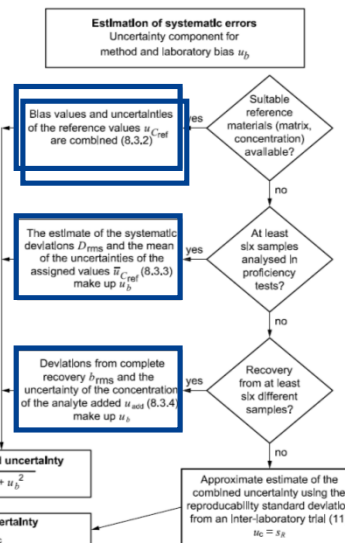 Estimation of systematic errors
Uncertainty component for
method and laboratory bias u_b
Suitable
reference
materials (matrix,
concentration)
available?
yes
Bias values and uncertainties
of the reference values u_Cref
are combined (8,3,2)
no
At least
six samples
analysed in
proficiency
tests?
yes
The estimate of the systematic
deviations D_rms and the mean
of the uncertainties of the
assigned values u̅_Cref (8.3.3)
make up u_b
no
Recovery
from at least
six different
samples?
yes
Deviations from complete
recovery b_rms and the
uncertainty of the concentration
of the analyte added u_add (8.3.4)
make up u_b
no
Approximate estimate of the
combined uncertainty using the
reproducability standard deviatio
from an inter-laboratory trial (11
u_c = s_R
uncertainty
+ u_b²